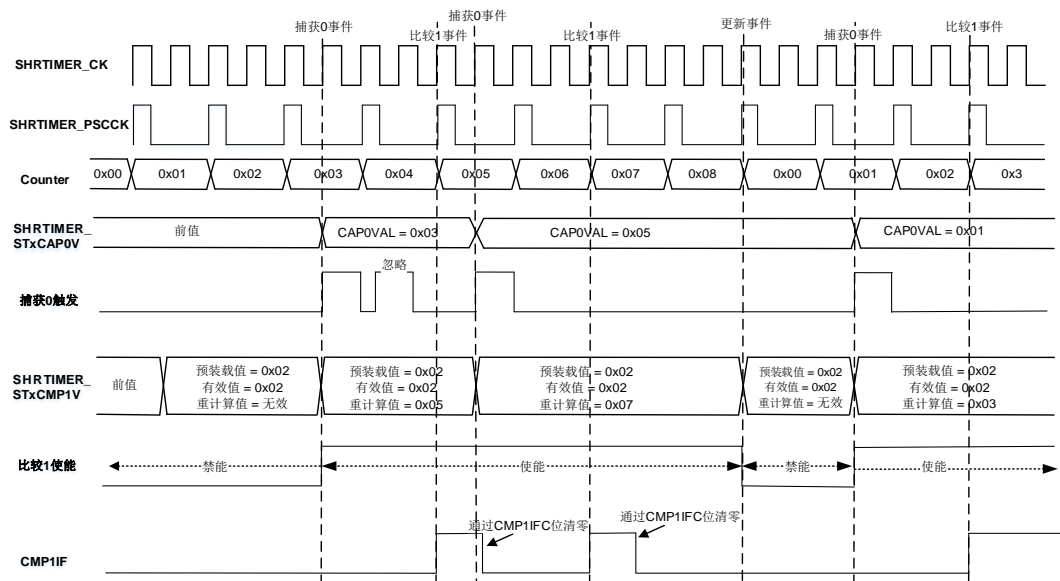 捕获0事件
比较1事件
捕获0事件
比较1事件
更新事件
捕获0事件
比较1事件
SHRTIMER_CK
SHRTIMER_PSCCK
Counter
0x00
0x01
0x02
0x03
0x04
0x05
0x06
0x07
0x08
0x00
0x01
0x02
0x3
SHRTIMER_
STxCAP0V
前值
CAP0VAL = 0x03
CAP0VAL = 0x05
CAP0VAL = 0x01
捕获0触发
忽略
SHRTIMER_
STxCMP1V
前值
预装载值 = 0x02
有效值 = 0x02
重计算值 = 无效
预装载值 = 0x02
有效值 = 0x02
重计算值 = 0x05
预装载值 = 0x02
有效值 = 0x02
重计算值 = 0x07
预装载值 = 0x02
有效值 = 0x02
重计算值 = 无效
预装载值 = 0x02
有效值 = 0x02
重计算值 = 0x03
比较1使能
禁能
使能
禁能
使能
CMP1IF
通过CMP1IFC位清零
通过CMP1IFC位清零